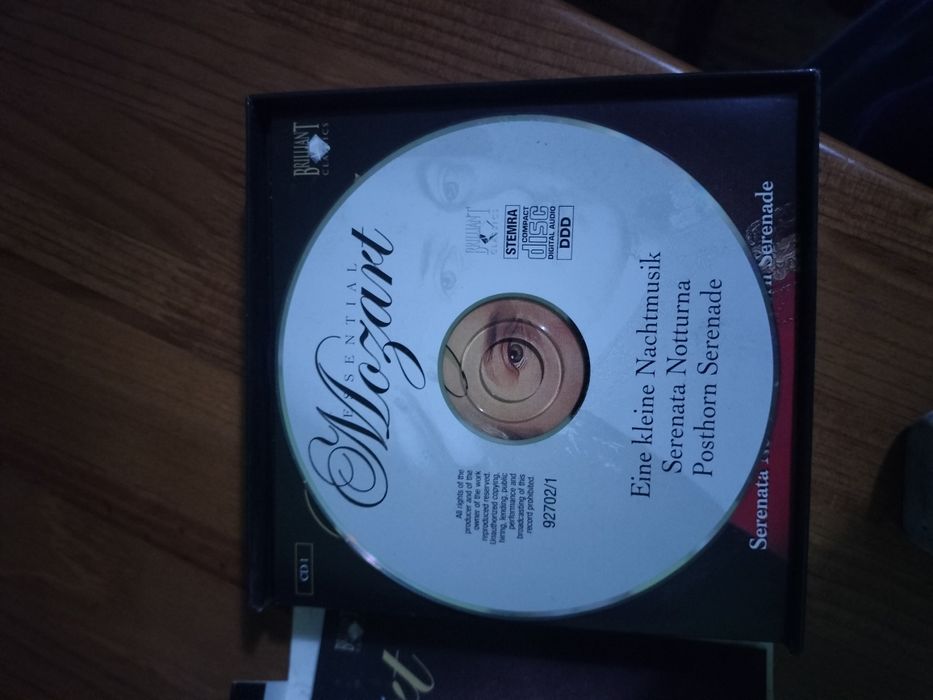 BRILLIANT
CLASSICS
ESSENTIAL
Mozart
BRILLIANT
CLASSICS
STEMRA
COMPACT
disc
DIGITAL AUDIO
DDD
All rights of the
producer and of the
owner of the work
reproduced reserved.
Unauthorized copying,
hiring, lending, public
performance and
broadcasting of this
record prohibited.
92702/1
Eine kleine Nachtmusik
Serenata Notturna
Posthorn Serenade
CD 1
Serenata
Serenade